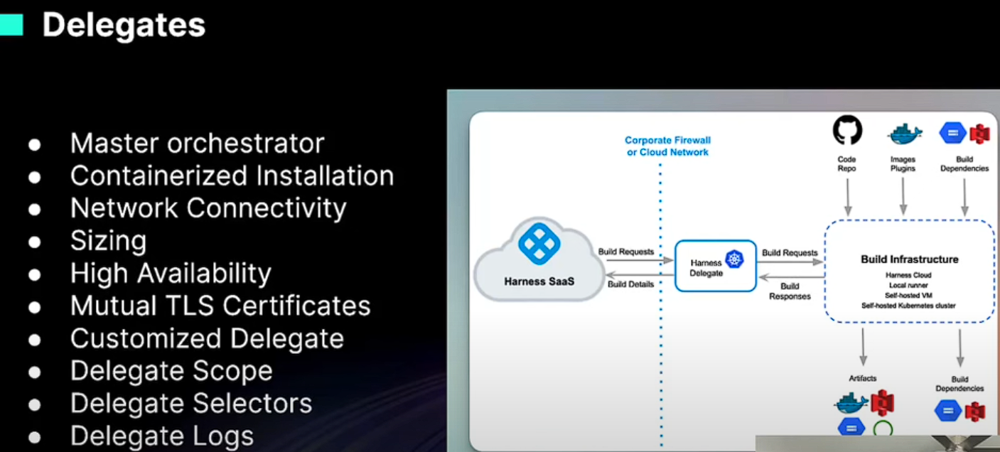 Delegates
Master orchestrator
Containerized Installation
Network Connectivity
Sizing
High Availability
Mutual TLS Certificates
Customized Delegate
Delegate Scope
Delegate Selectors
Delegate Logs
Corporate Firewall
or Cloud Network
Harness SaaS
Build Requests
Build Details
Harness
Delegate
Build Requests
Build
Responses
Code
Repo
Images
Plugins
Build
Dependencies
Build Infrastructure
Harness Cloud
Local runner
Self-hosted VM
Self-hosted Kubernetes cluster
Artifacts
Build
Dependencies